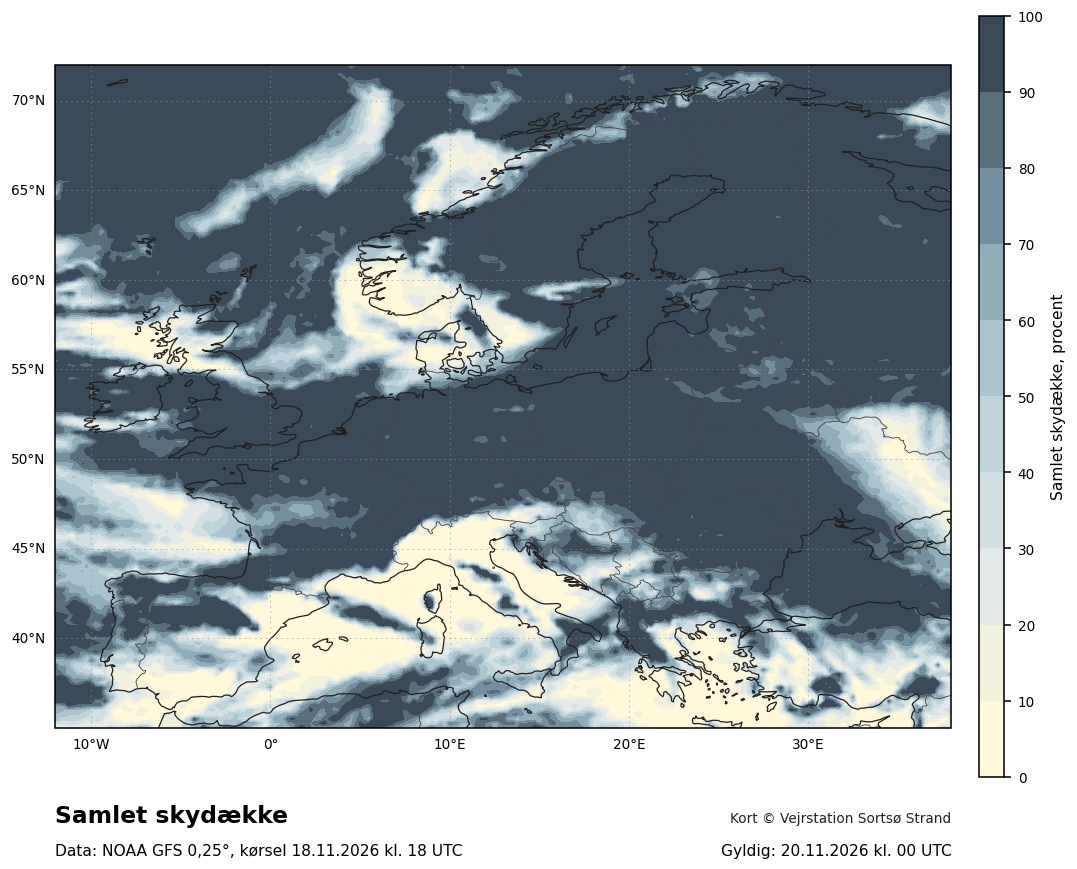 100
90
80
70
60
50
40
30
20
10
0
Samlet skydække, procent
70°N
65°N
60°N
55°N
50°N
45°N
40°N
10°W
0°
10°E
20°E
30°E
Samlet skydække
Kort © Vejrstation Sortsø Strand
Data: NOAA GFS 0,25°, kørsel 18.11.2026 kl. 18 UTC
Gyldig: 20.11.2026 kl. 00 UTC